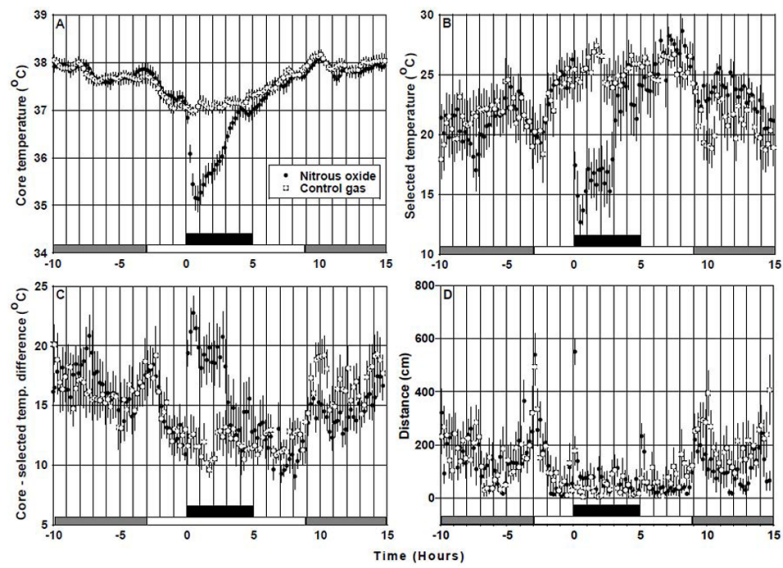 A
Core temperature (°C)
39
38
37
36
35
34
Nitrous oxide
Control gas
-10 -5 0 5 10 15
B
Selected temperature (°C)
30
25
20
15
10
-10 -5 0 5 10 15
C
Core - selected temp. difference (°C)
25
20
15
10
5
-10 -5 0 5 10 15
D
Distance (cm)
800
600
400
200
0
-10 -5 0 5 10 15
Time (Hours)